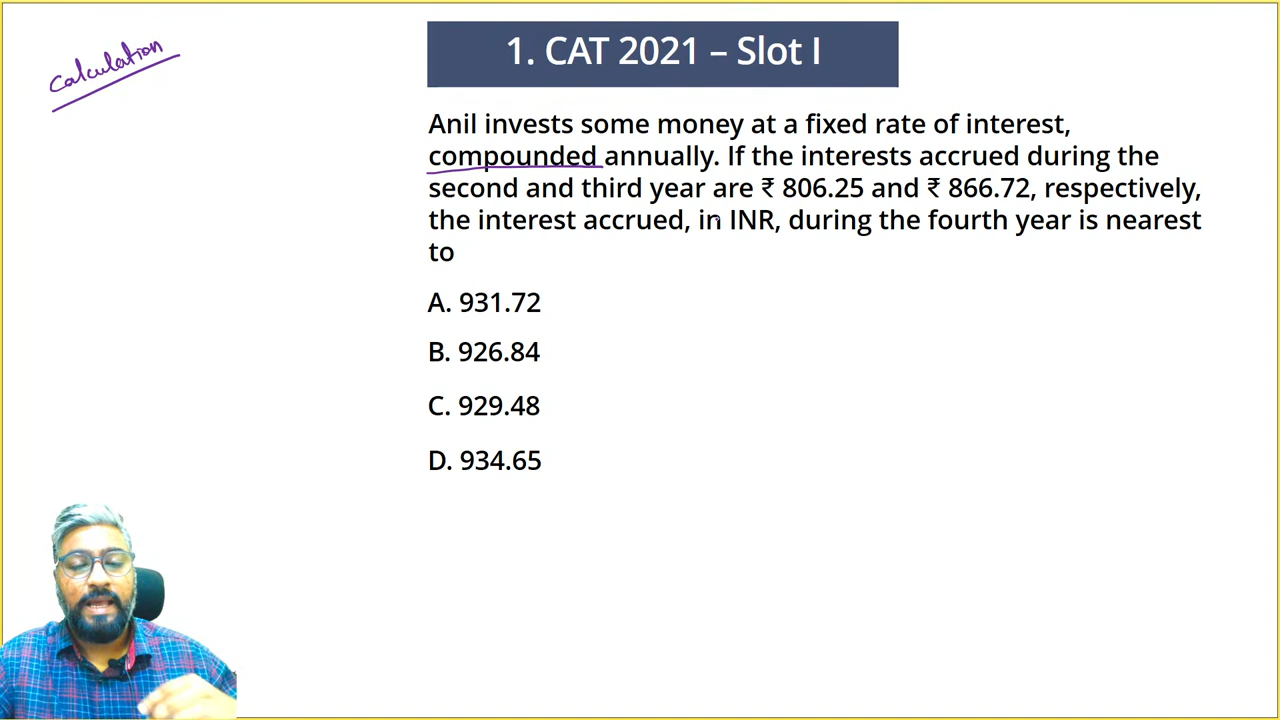 calculation
1. CAT 2021 – Slot I
Anil invests some money at a fixed rate of interest,
compounded annually. If the interests accrued during the
second and third year are ₹ 806.25 and ₹ 866.72, respectively,
the interest accrued, in INR, during the fourth year is nearest
to
A. 931.72
B. 926.84
C. 929.48
D. 934.65